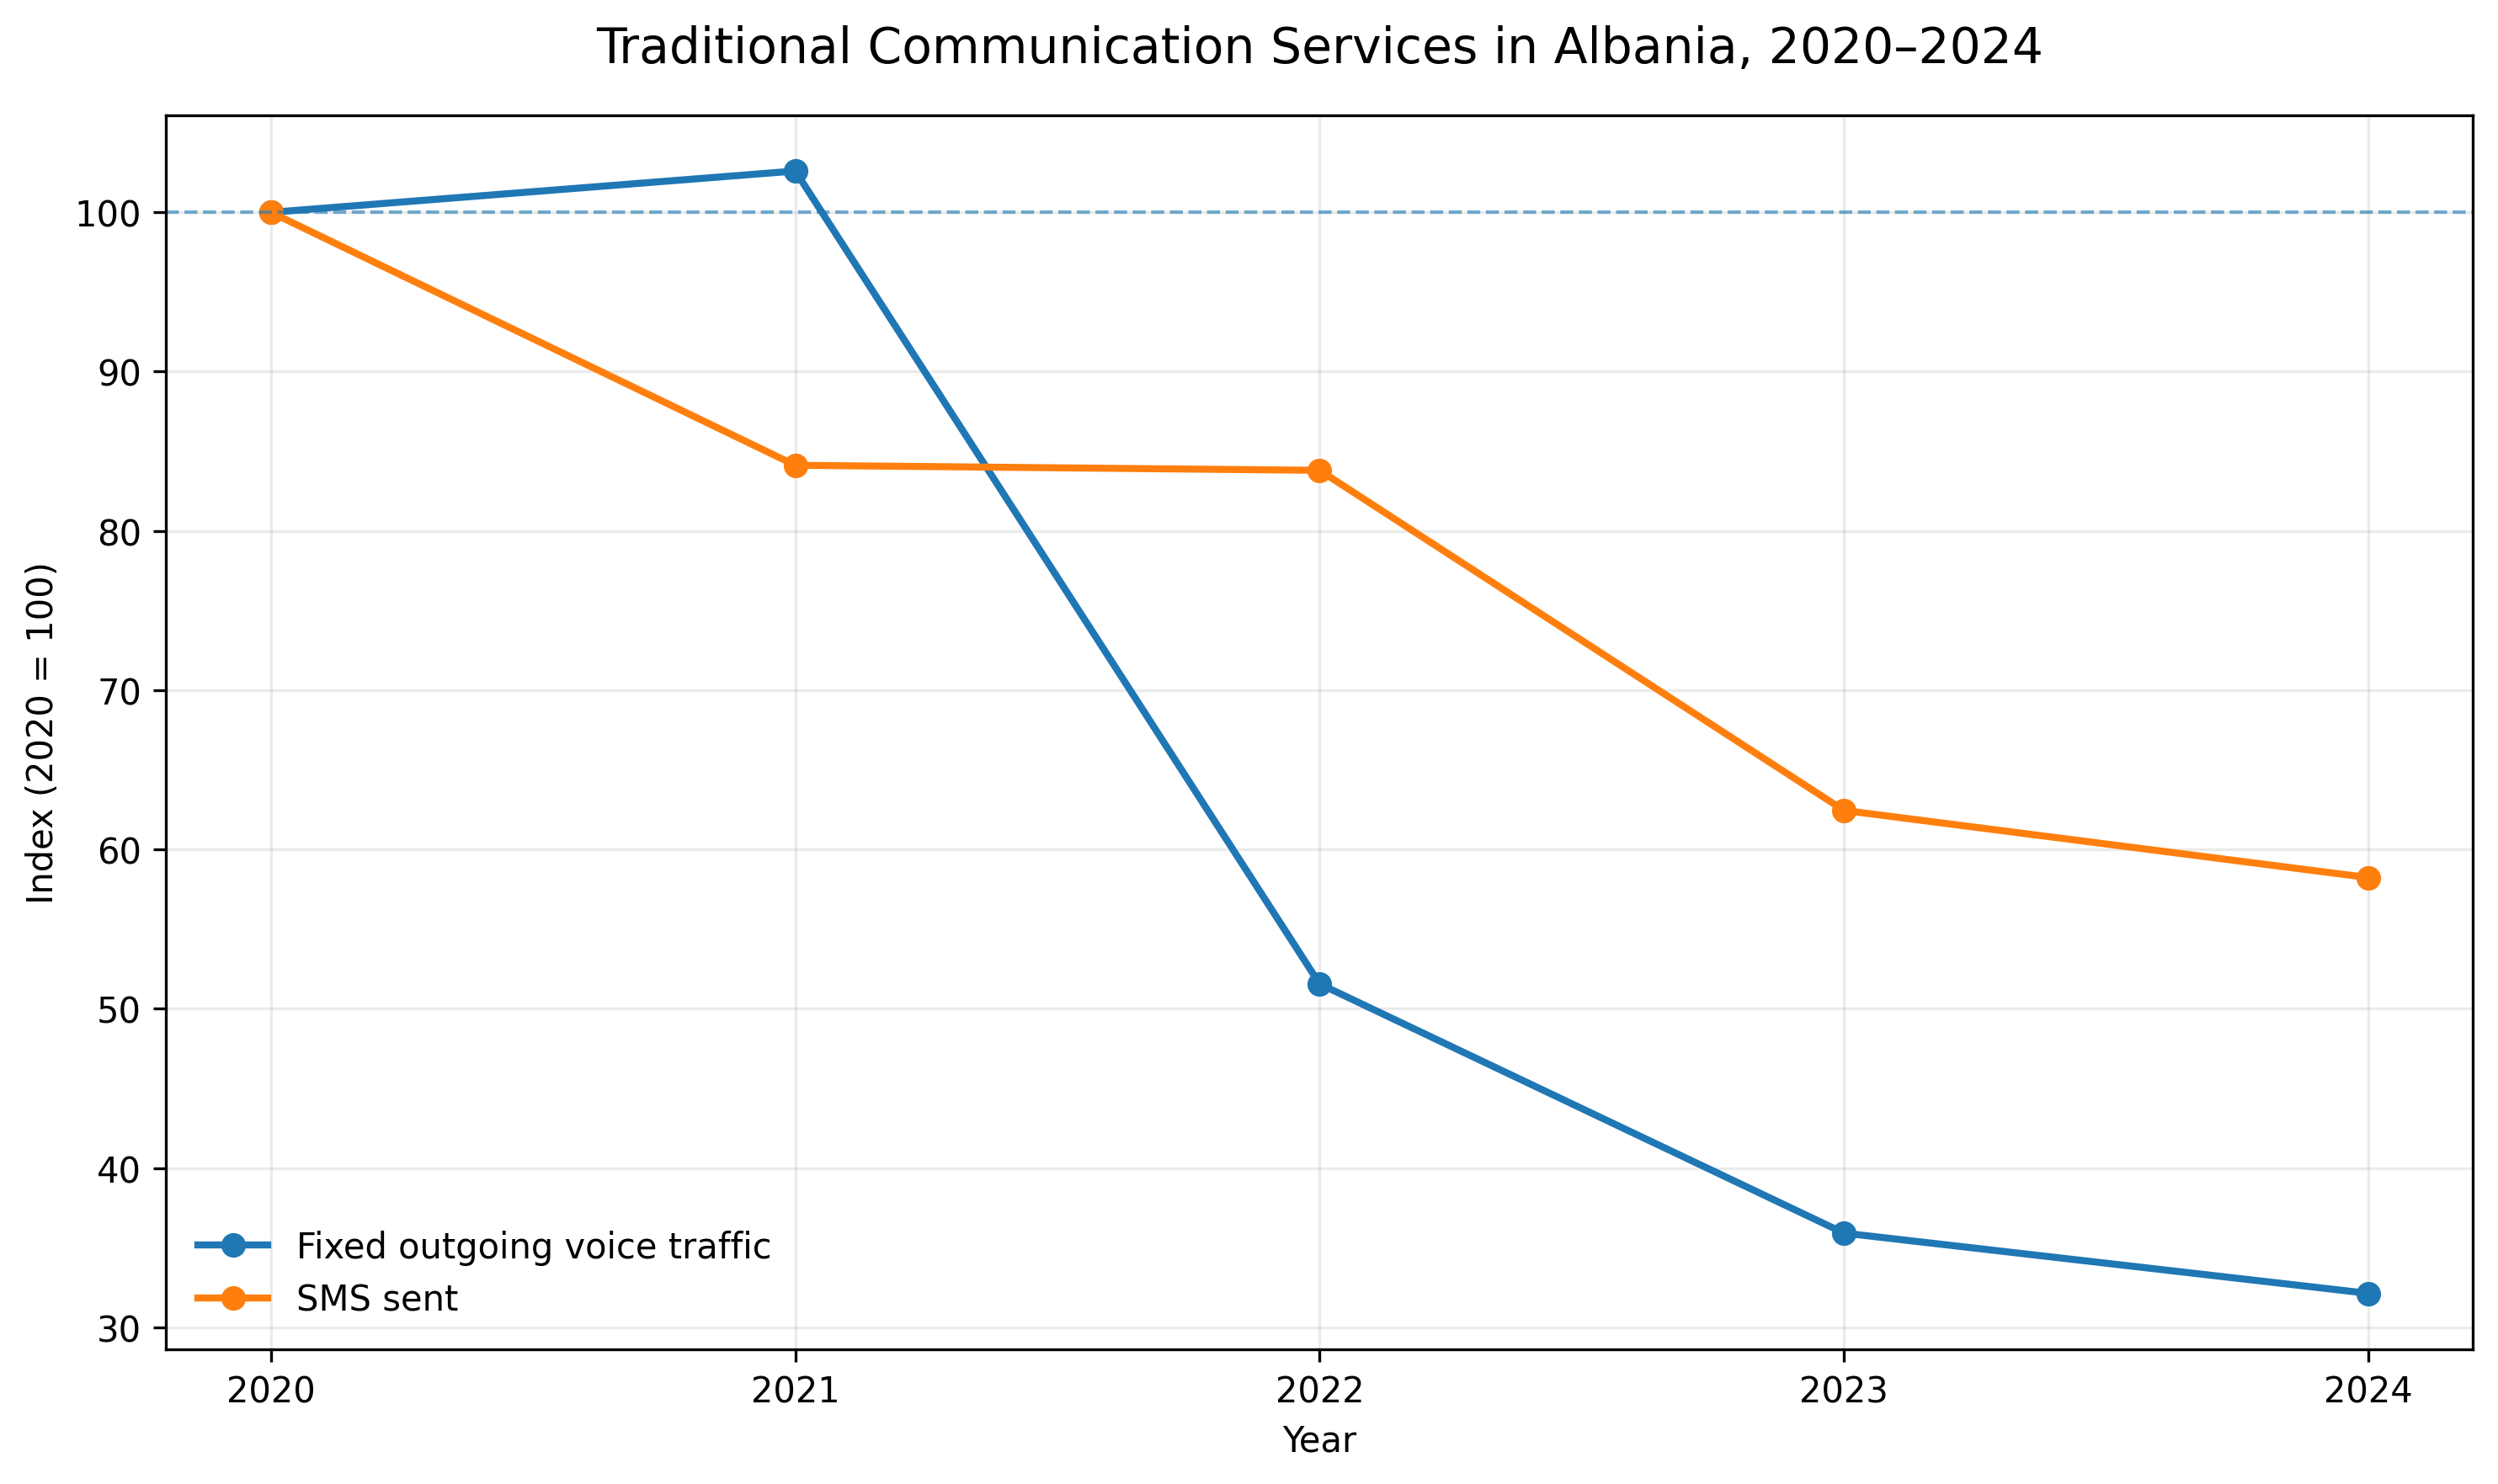 Traditional Communication Services in Albania, 2020–2024
Index (2020 = 100)
100
90
80
70
60
50
40
30
Fixed outgoing voice traffic
SMS sent
2020
2021
2022
2023
2024
Year